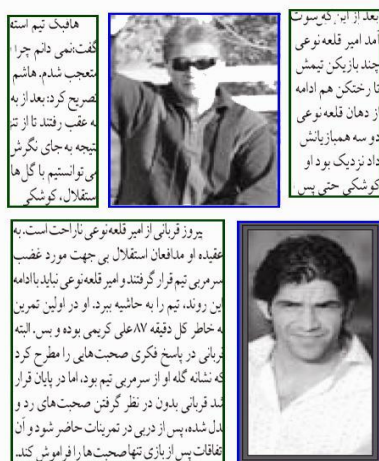 بعد از این که سوت
آمد امیر قلعه نوعی
چند بازیکن تیمش
تا رختکن هم ادامه
از دهان قلعه نوعی
دو سه همبازیانش
داد نزدیک بود او
کوشکی حتی پس
هافبک تیم استه
گفت:نمی دانم چرا
متعجب شدم. هاشم
تصریح کرد: بعد از به
به عقب رفتند تا از تنـ
نتیجه به جای نگرش
می توانستیم با گل ها
استقلال، کوشکی
پیروز قربانی از امیر قلعه نوعی ناراحت است. به
عقیده او مدافعان استقلال بی جهت مورد غضب
سرمربی تیم قرار گرفتند و امیر قلعه نوعی نباید با ادامه
این روند، تیم را به حاشیه ببرد. او در اولین تمرین
به خاطر کل دقیقه ۸۷ علی کریمی بوده و بس. البته
قربانی در پاسخ فکری صحبت هایی را مطرح کرد
که نشانه گله او از سرمربی تیم بود، اما در پایان قرار
شد قربانی بدون در نظر گرفتن صحبت های رد و
بدل شده، پس از دربی در تمرینات حاضر شود و آن
اتفاقات پس از بازی تنها صحبت ها را فراموش کند.